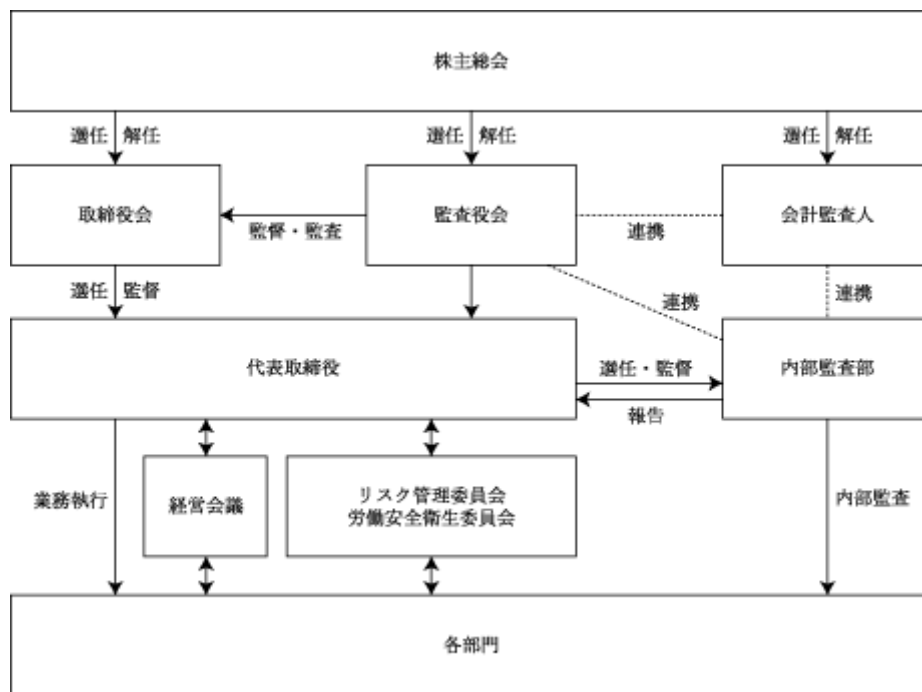 株主総会
選任 解任
選任 解任
選任 解任
取締役会
監査役会
会計監査人
監督・監査
連携
選任 監督
連携
連携
代表取締役
選任・監督
内部監査部
報告
業務執行
経営会議
リスク管理委員会
労働安全衛生委員会
内部監査
各部門